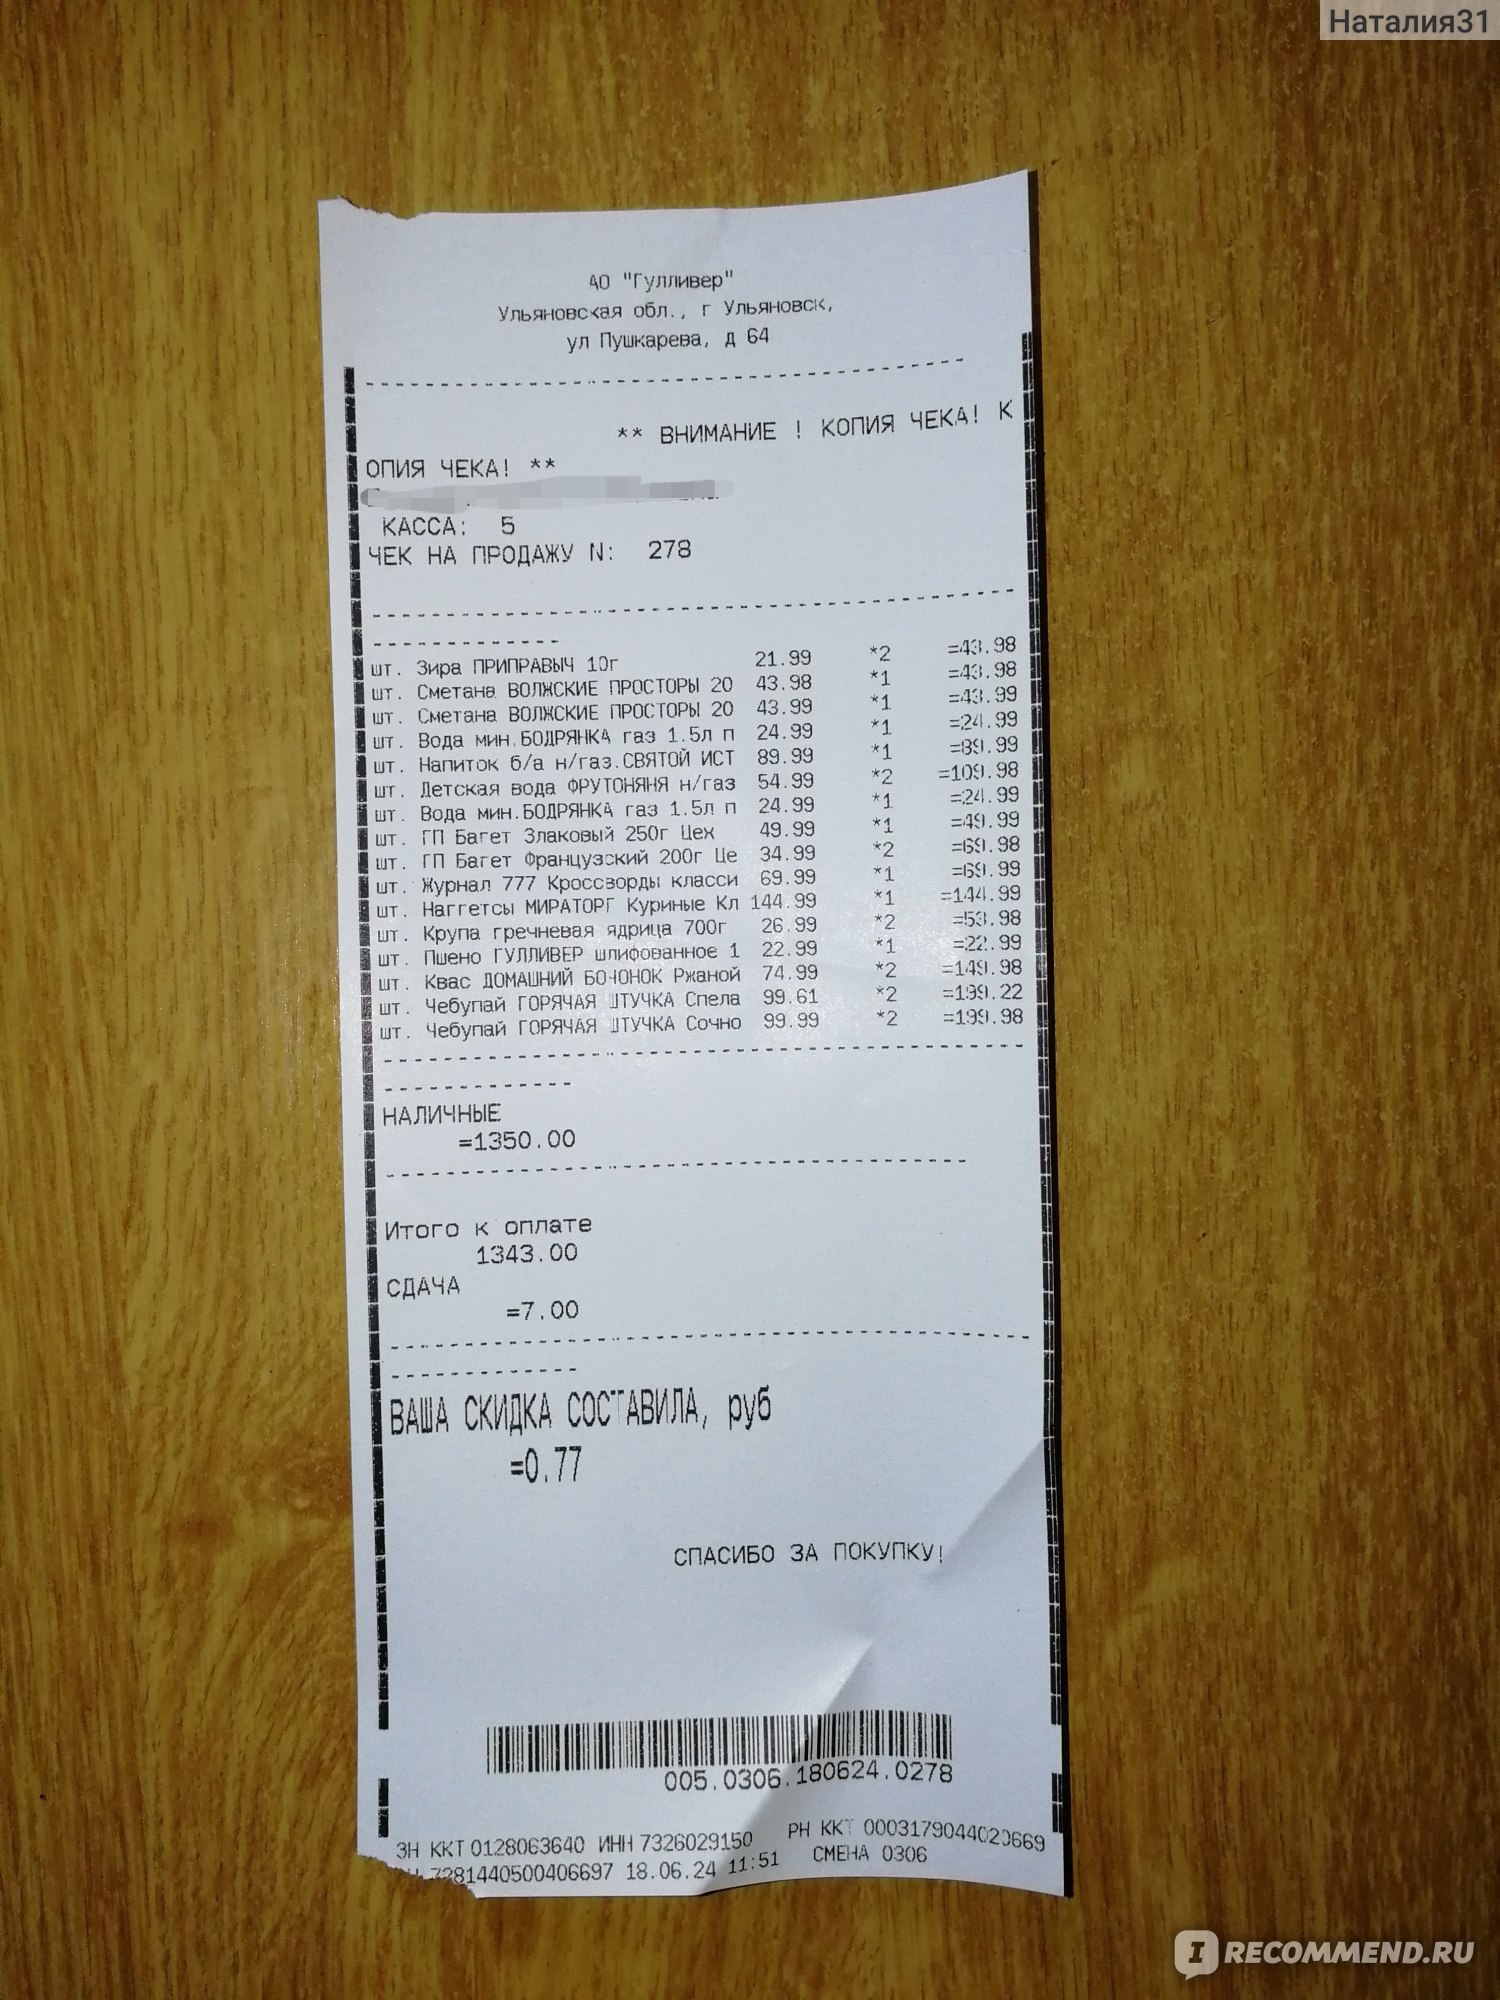 Наталия31
АО "Гулливер"
Ульяновская обл., г Ульяновск,
ул Пушкарева, д 64
** ВНИМАНИЕ ! КОПИЯ ЧЕКА! К
ОПИЯ ЧЕКА! **
КАССА: 5
ЧЕК НА ПРОДАЖУ N: 278
шт. Зира ПРИПРАВЫЧ 10г 21.99 *2 =43.98
шт. Сметана ВОЛЖСКИЕ ПРОСТОРЫ 20 43.98 *1 =43.98
шт. Сметана ВОЛЖСКИЕ ПРОСТОРЫ 20 43.99 *1 =43.99
шт. Вода мин.БОДРЯНКА газ 1.5л п 24.99 *1 =24.99
шт. Напиток б/а н/газ.СВЯТОЙ ИСТ 89.99 *1 =89.99
шт. Детская вода ФРУТОНЯНЯ н/газ 54.99 *2 =109.98
шт. Вода мин.БОДРЯНКА газ 1.5л п 24.99 *1 =24.99
шт. ГП Багет Злаковый 250г Цех 49.99 *1 =49.99
шт. ГП Багет Французский 200г Це 34.99 *2 =69.98
шт. Журнал 777 Кроссворды класси 69.99 *1 =69.99
шт. Наггетсы МИРАТОРГ Куриные Кл 144.99 *1 =144.99
шт. Крупа гречневая ядрица 700г 26.99 *2 =53.98
шт. Пшено ГУЛЛИВЕР шлифованное 1 22.99 *1 =22.99
шт. Квас ДОМАШНИЙ БОЧОНОК Ржаной 74.99 *2 =149.98
шт. Чебупай ГОРЯЧАЯ ШТУЧКА Спела 99.61 *2 =199.22
шт. Чебупай ГОРЯЧАЯ ШТУЧКА Сочно 99.99 *2 =199.98
НАЛИЧНЫЕ
=1350.00
Итого к оплате
1343.00
СДАЧА
=7.00
ВАША СКИДКА СОСТАВИЛА, руб
=0.77
СПАСИБО ЗА ПОКУПКУ!
005.0306.180624.0278
ЗН ККТ 0128063640 ИНН 7326029150 РН ККТ 0003179044020669
7281440500406697 18.06.24 11:51 СМЕНА 0306
I RECOMMEND.RU